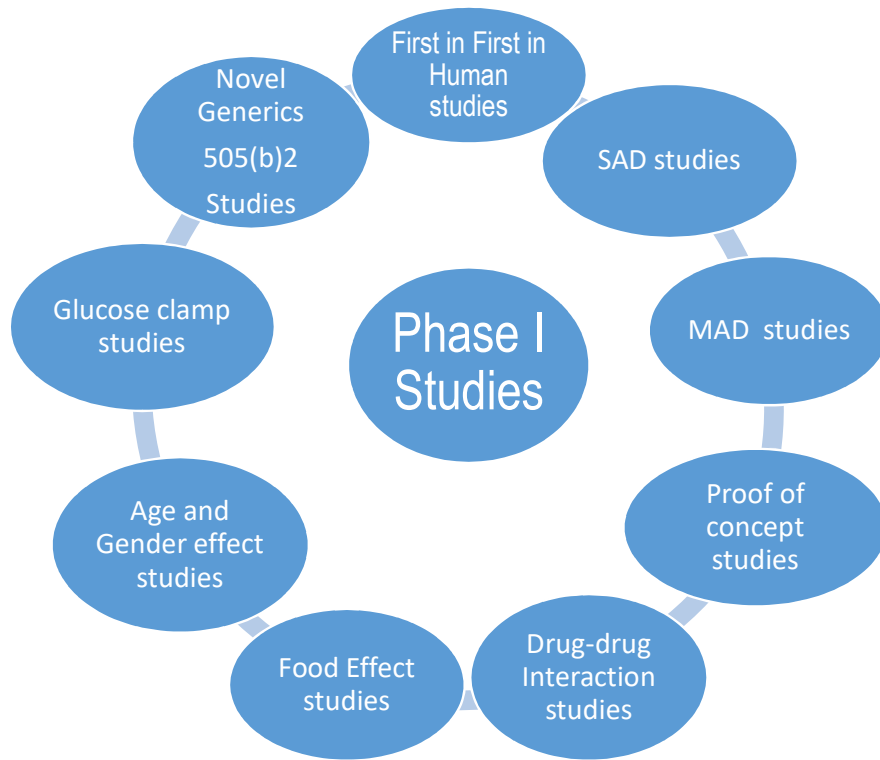 First in First in
Human
studies
SAD studies
MAD studies
Proof of
concept
studies
Drug-drug
Interaction
studies
Food Effect
studies
Age and
Gender effect
studies
Glucose clamp
studies
Novel
Generics
505(b)2
Studies
Phase I
Studies